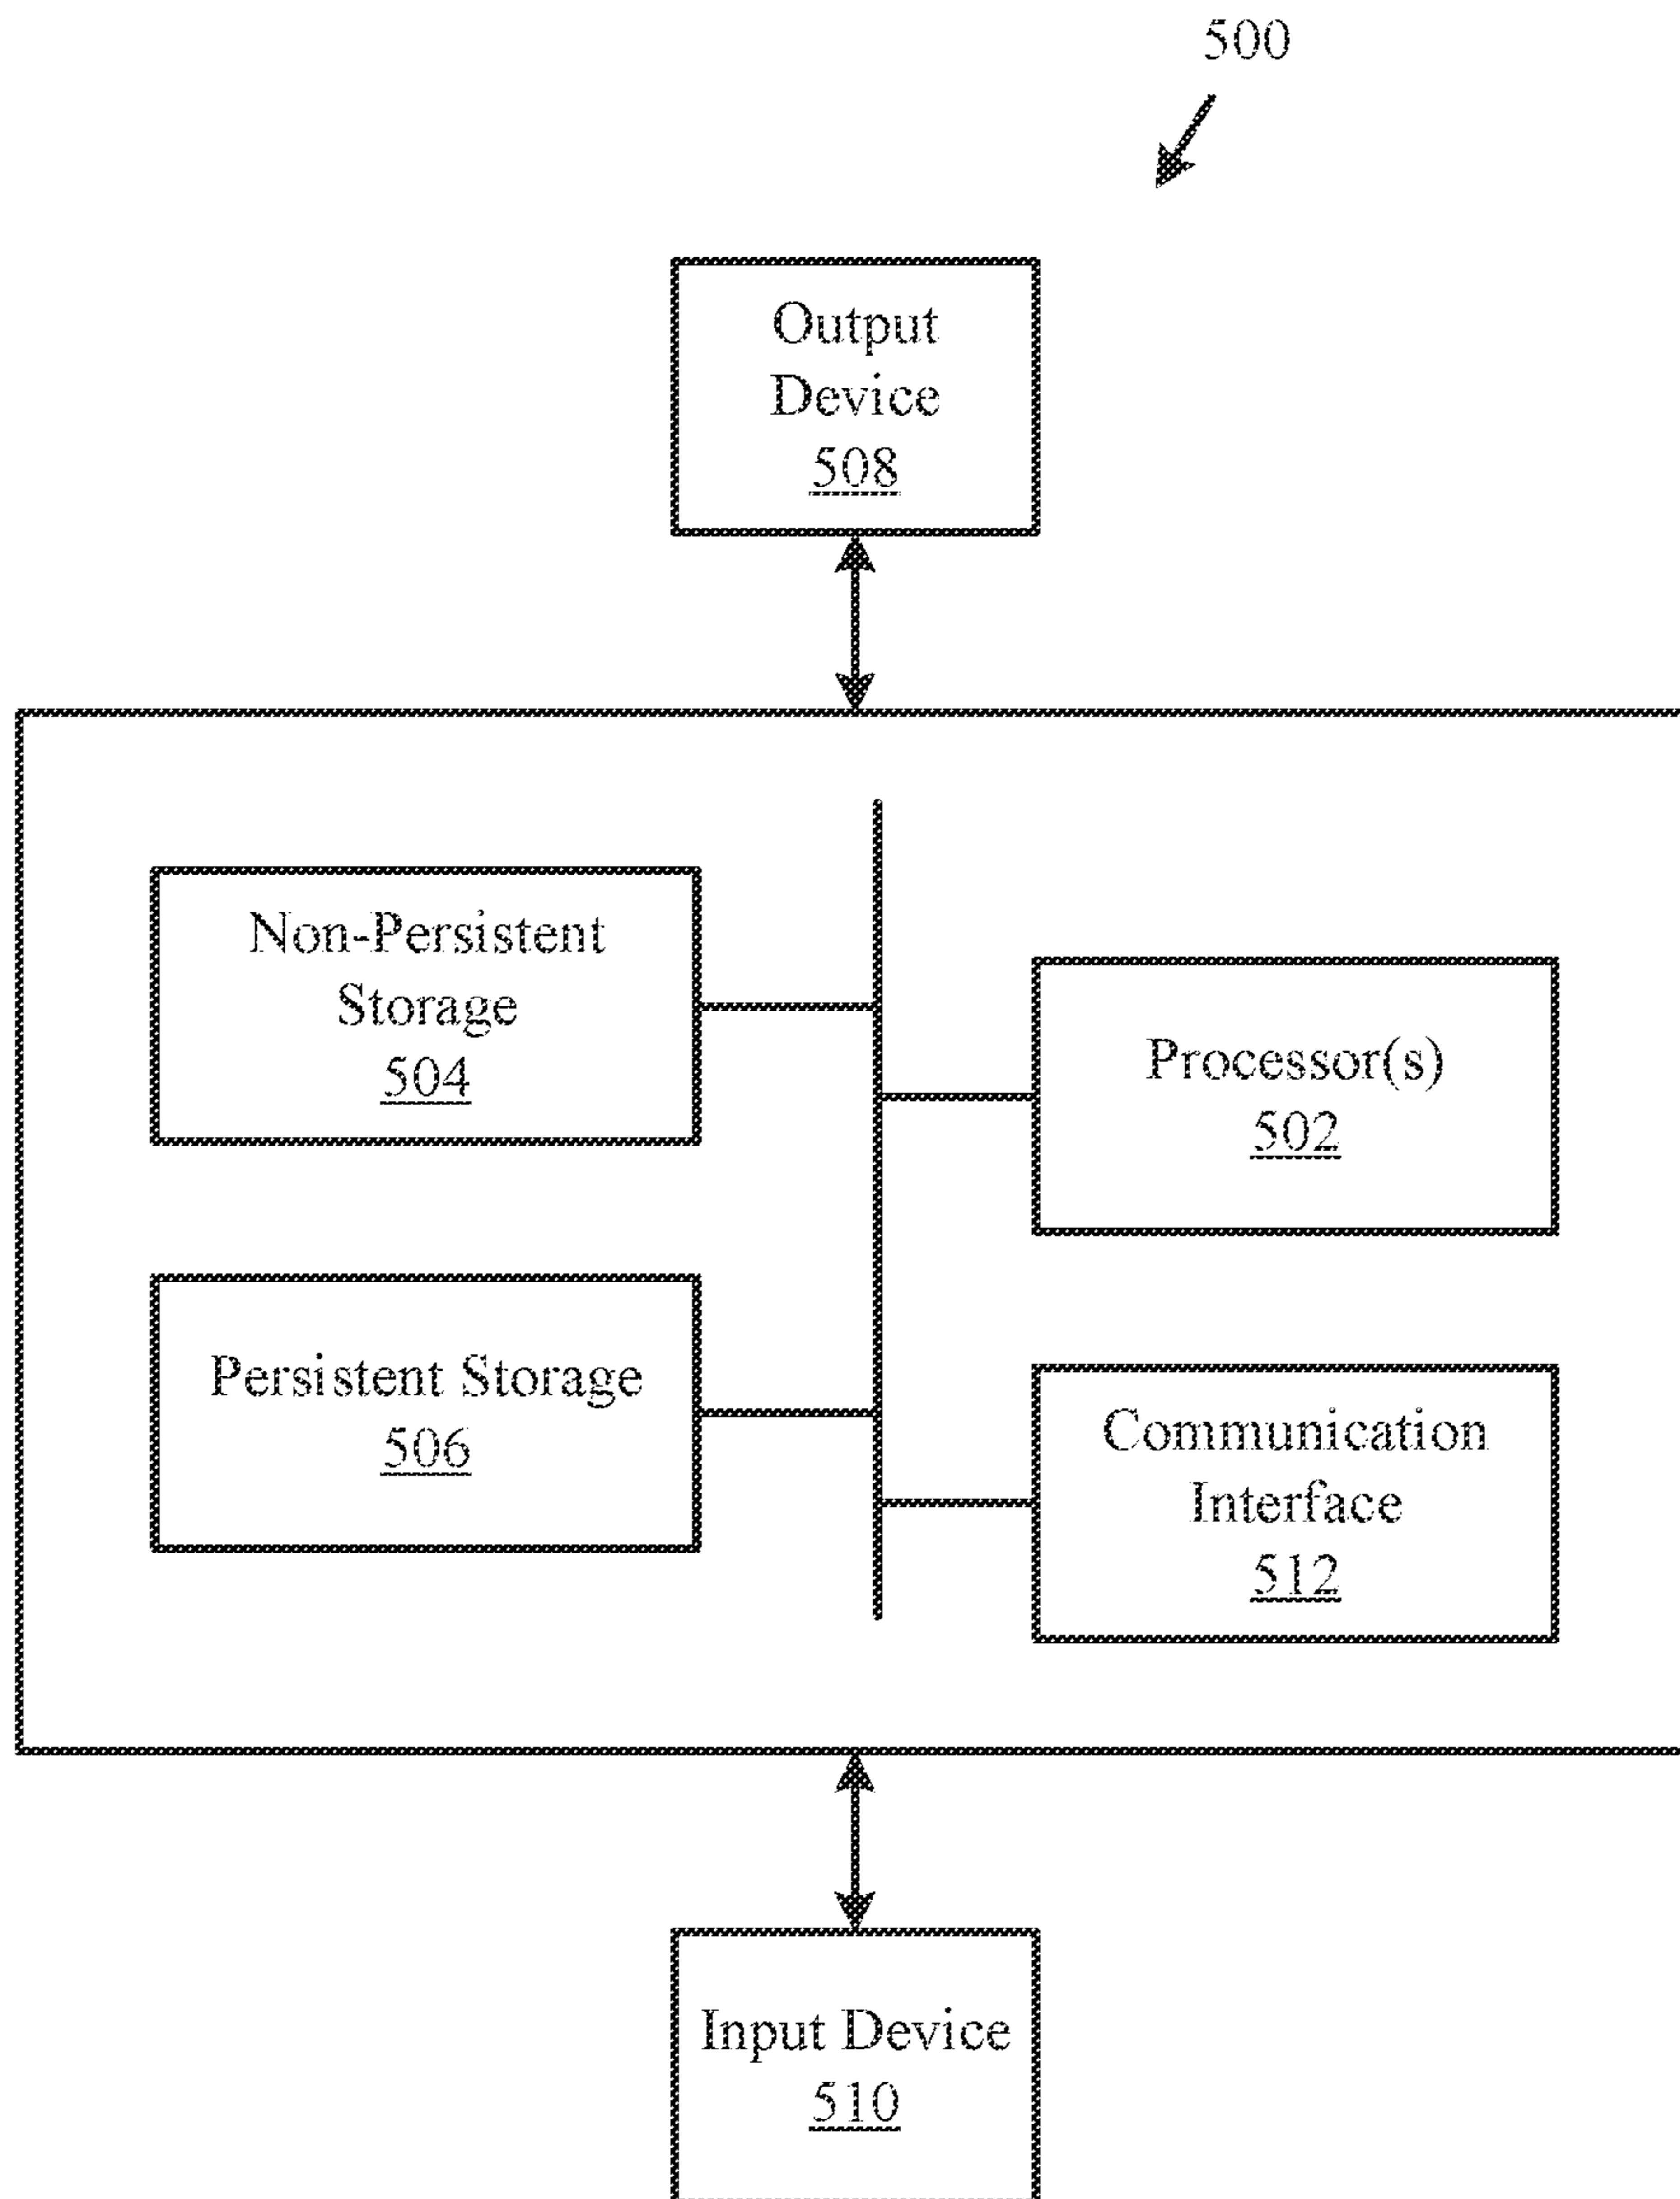 500
Output
Device
508
Non-Persistent
Storage
504
Processor(s)
502
Persistent Storage
506
Communication
Interface
512
Input Device
510